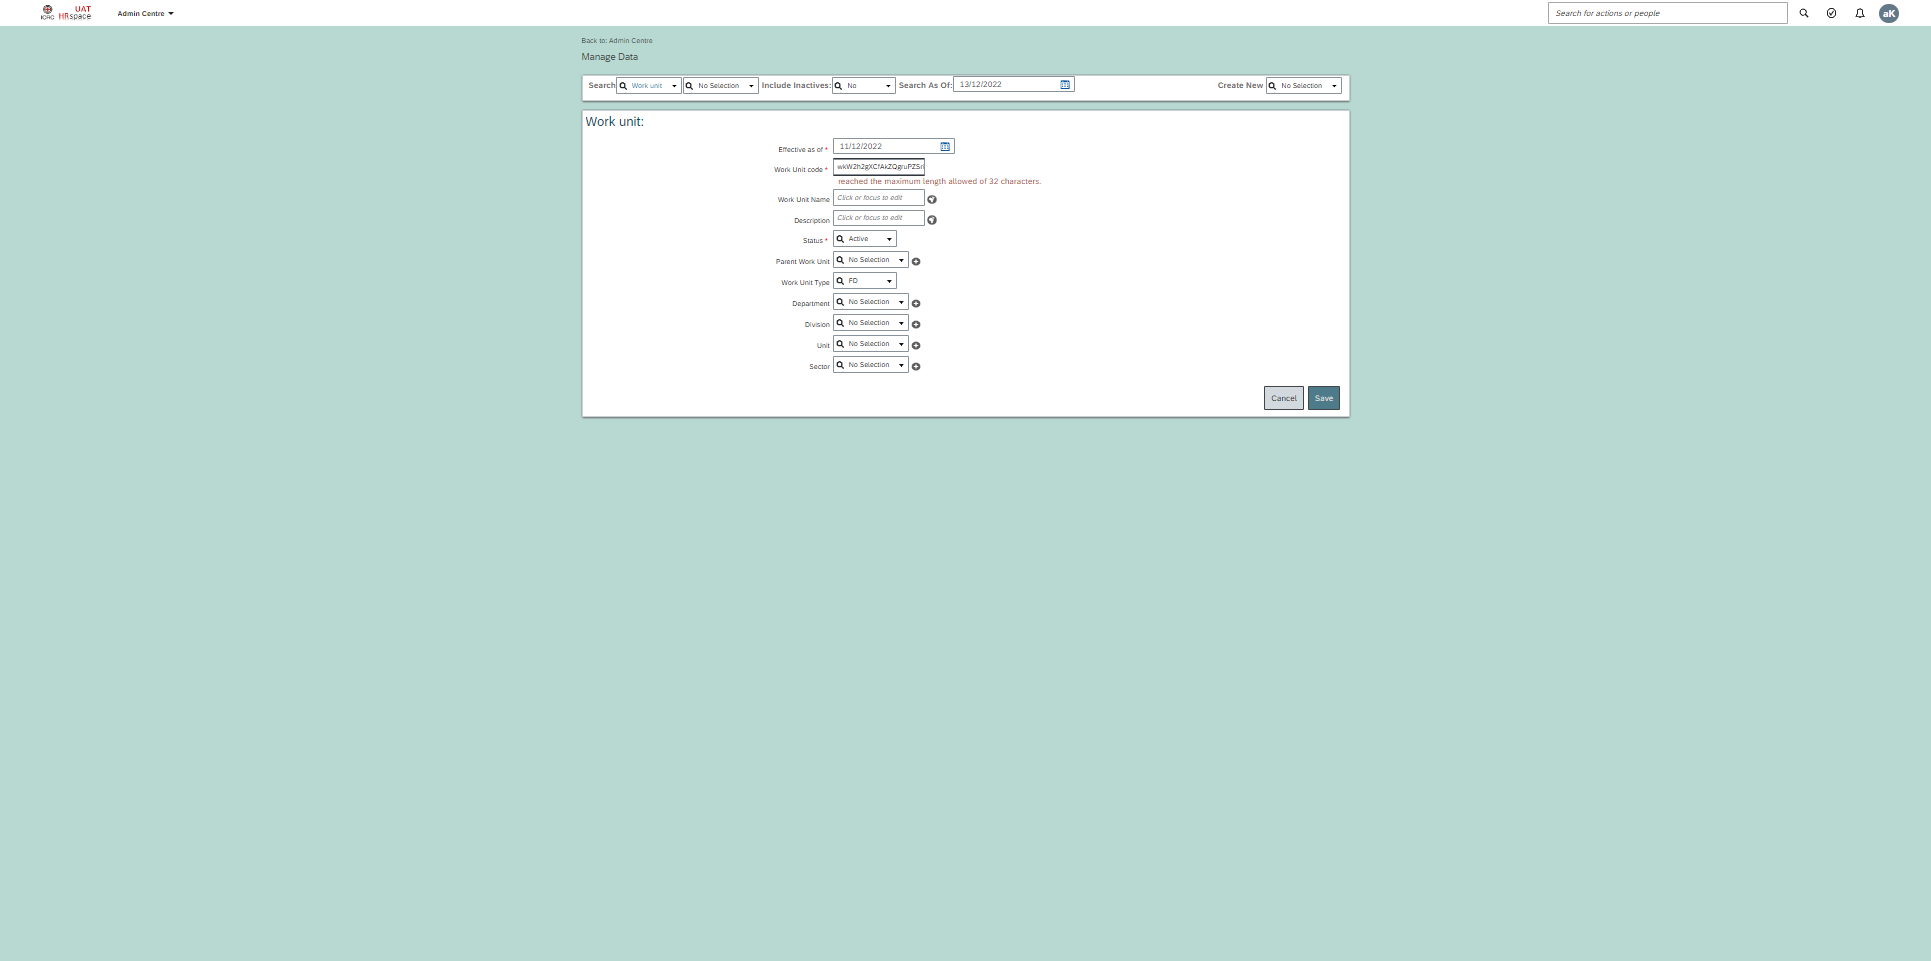 ICRC UAT HRspace Admin Centre Search for actions or people aK
Back to: Admin Centre
Manage Data
Search Work unit No Selection Include Inactives: No Search As Of: 13/12/2022 Create New No Selection
Work unit:
Effective as of * 11/12/2022
Work Unit code * wkW2h2gXCfAkZQgruPZSri
reached the maximum length allowed of 32 characters.
Work Unit Name Click or focus to edit
Description Click or focus to edit
Status * Active
Parent Work Unit No Selection
Work Unit Type FD
Department No Selection
Division No Selection
Unit No Selection
Sector No Selection
Cancel Save